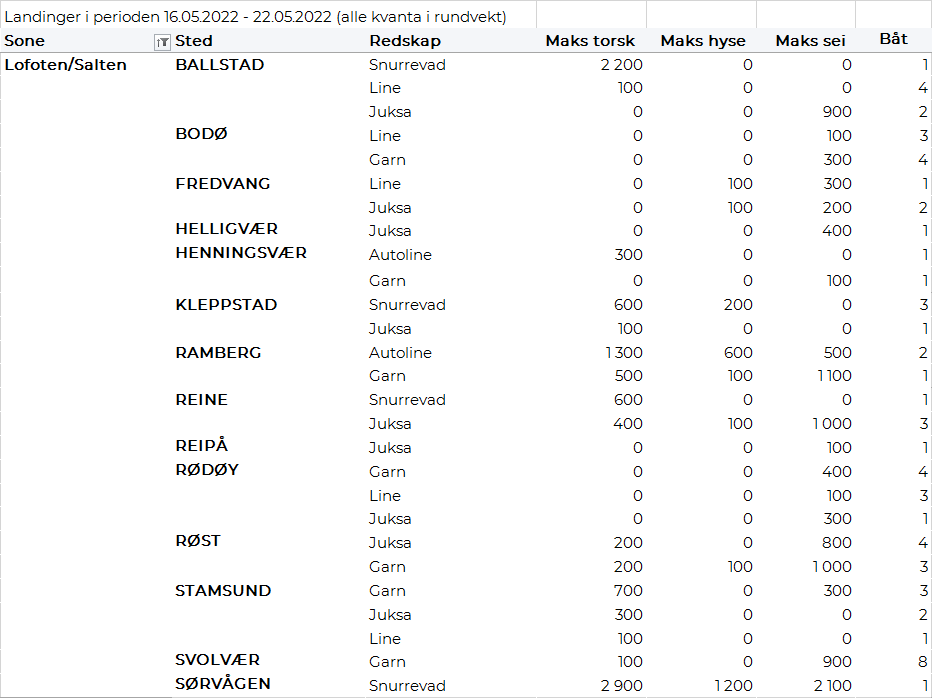 Landinger i perioden 16.05.2022 - 22.05.2022 (alle kvanta i rundvekt)
Sone Sted Redskap Maks torsk Maks hyse Maks sei Båt
Lofoten/Salten BALLSTAD Snurrevad 2 200 0 0 1
Line 100 0 0 4
Juksa 0 0 900 2
BODØ Line 0 0 100 3
Garn 0 0 300 4
FREDVANG Line 0 100 300 1
Juksa 0 100 200 2
HELLIGVÆR Juksa 0 0 400 1
HENNINGSVÆR Autoline 300 0 0 1
Garn 0 0 100 1
KLEPPSTAD Snurrevad 600 200 0 3
Juksa 100 0 0 1
RAMBERG Autoline 1 300 600 500 2
Garn 500 100 1 100 1
REINE Snurrevad 600 0 0 1
Juksa 400 100 1 000 3
REIPÅ Juksa 0 0 100 1
RØDØY Garn 0 0 400 4
Line 0 0 100 3
Juksa 0 0 300 1
RØST Juksa 200 0 800 4
Garn 200 100 1 000 3
STAMSUND Garn 700 0 300 3
Juksa 300 0 0 2
Line 100 0 0 1
SVOLVÆR Garn 100 0 900 8
SØRVÅGEN Snurrevad 2 900 1 200 2 100 1